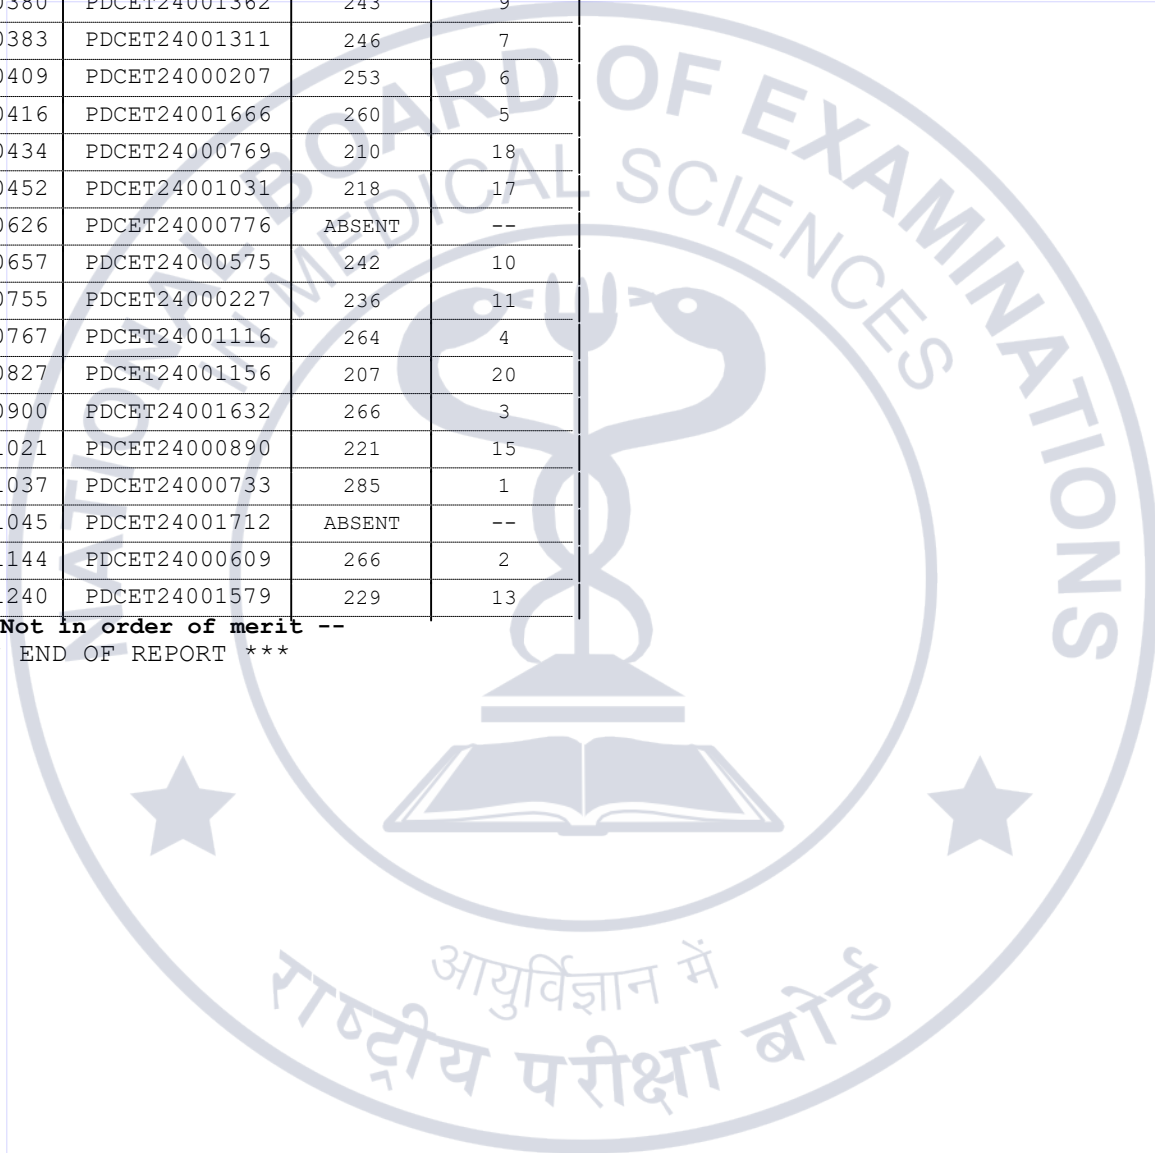 0380 PDCET24001362 243 9
0383 PDCET24001311 246 7
0409 PDCET24000207 253 6
0416 PDCET24001666 260 5
0434 PDCET24000769 210 18
0452 PDCET24001031 218 17
0626 PDCET24000776 ABSENT --
0657 PDCET24000575 242 10
0755 PDCET24000227 236 11
0767 PDCET24001116 264 4
0827 PDCET24001156 207 20
0900 PDCET24001632 266 3
1021 PDCET24000890 221 15
1037 PDCET24000733 285 1
1045 PDCET24001712 ABSENT --
1144 PDCET24000609 266 2
1240 PDCET24001579 229 13
Not in order of merit --
END OF REPORT ***
NATIONAL BOARD OF EXAMINATIONS
IN MEDICAL SCIENCES
आयुर्विज्ञान में
राष्ट्रीय परीक्षा बोर्ड